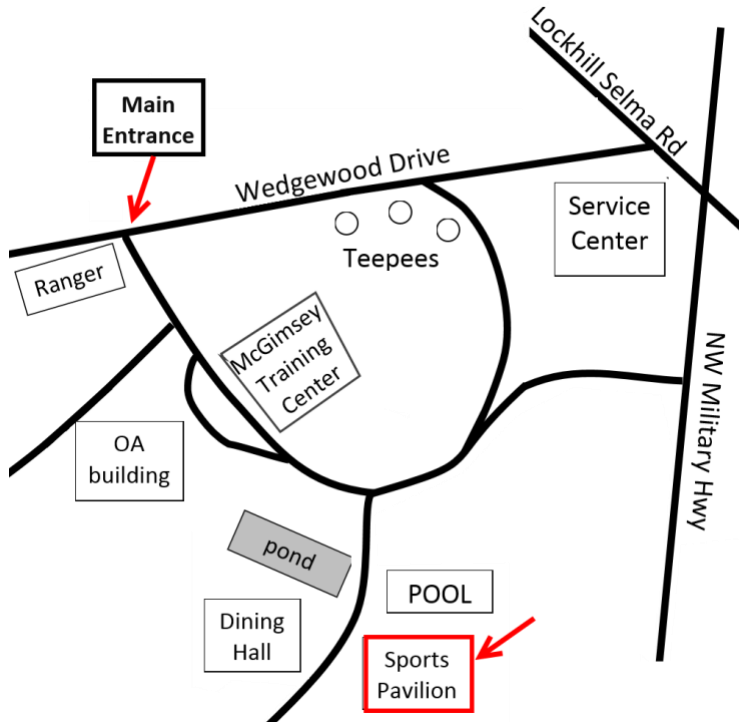 Lockhill Selma Rd
Main
Entrance
Wedgewood Drive
Service
Center
Teepees
Ranger
McGimsey
Training
Center
NW Military Hwy
OA
building
pond
POOL
Dining
Hall
Sports
Pavilion